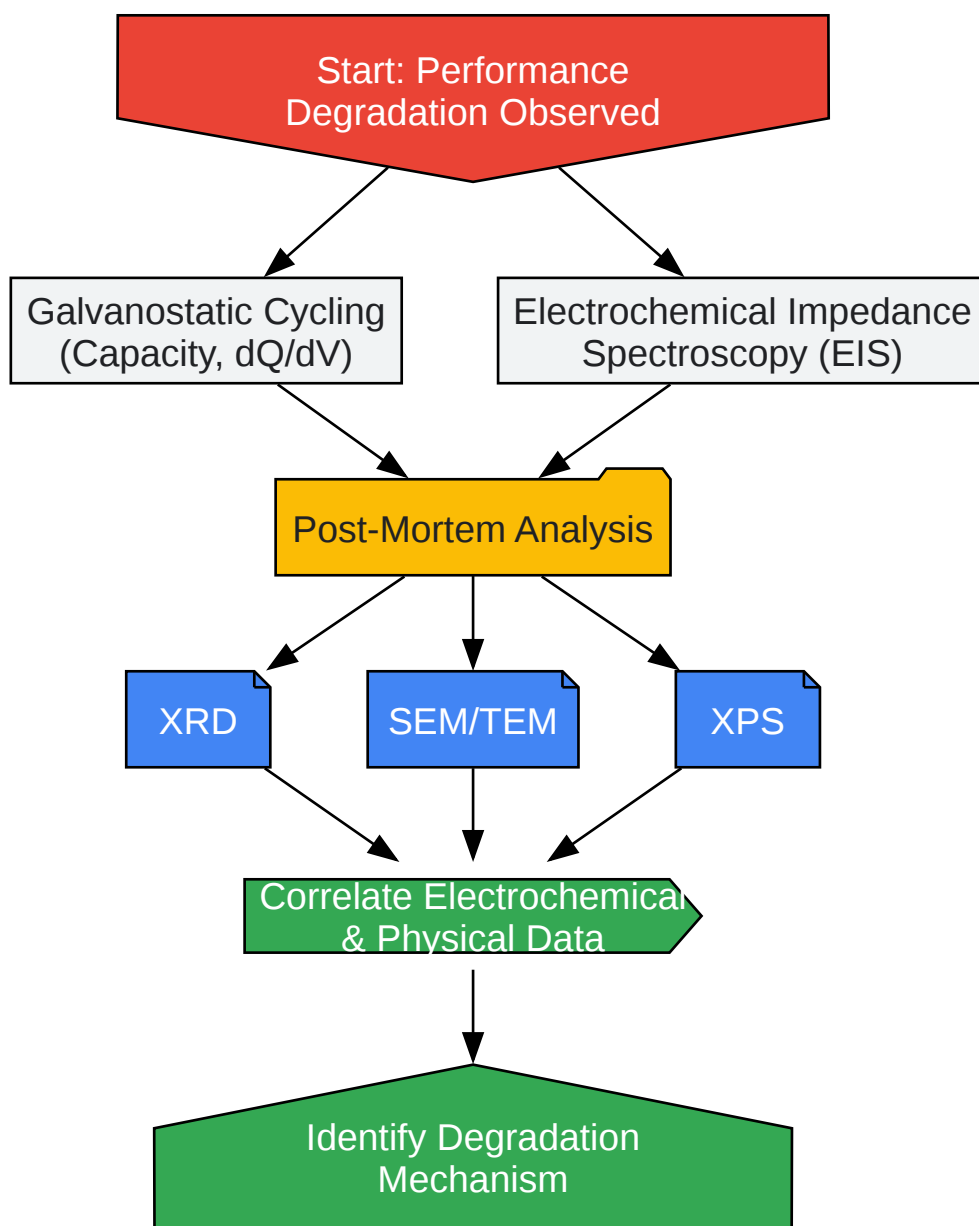 Start: Performance
Degradation Observed
Galvanostatic Cycling
(Capacity, dQ/dV)
Electrochemical Impedance
Spectroscopy (EIS)
Post-Mortem Analysis
XRD
SEM/TEM
XPS
Correlate Electrochemical
& Physical Data
Identify Degradation
Mechanism